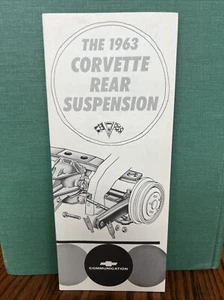 THE 1963
CORVETTE
REAR
SUSPENSION
COMMUNICATION